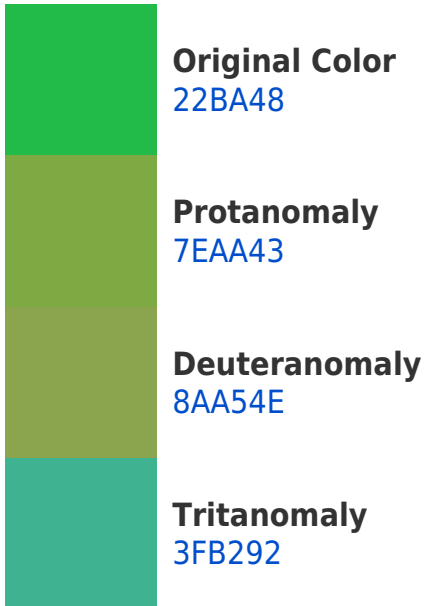 Original Color
22BA48
Protanomaly
7EAA43
Deuteranomaly
8AA54E
Tritanomaly
3FB292